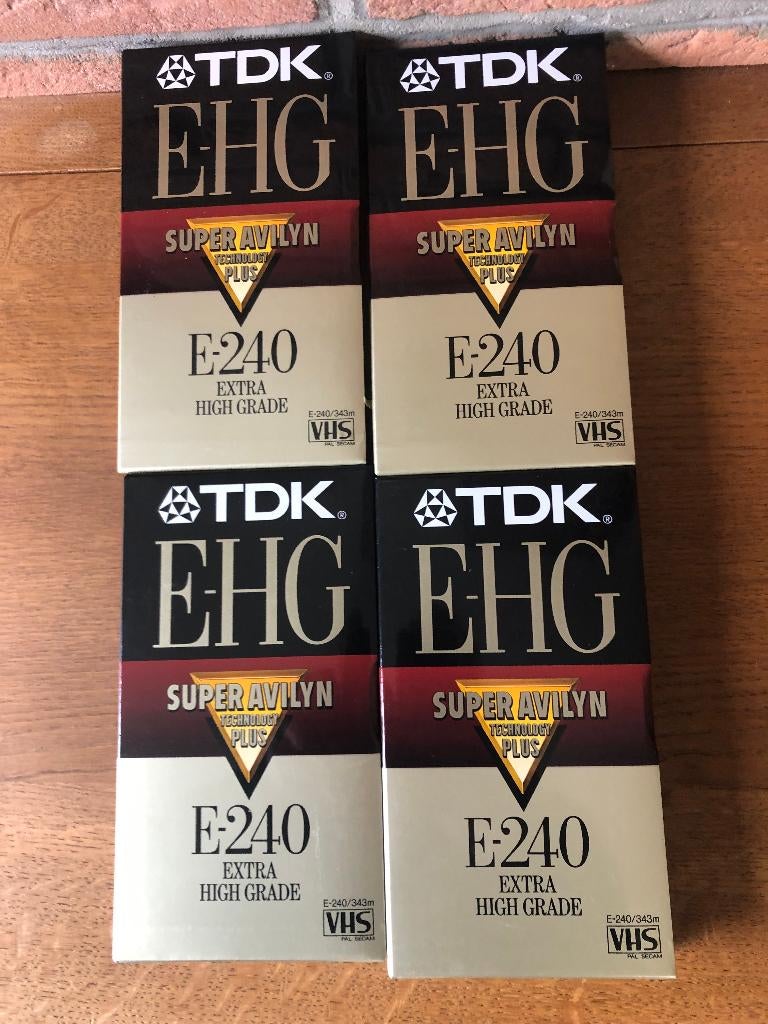 TDK®
E-HG
SUPER AVILYN
TECHNOLOGY
PLUS
E-240
EXTRA
HIGH GRADE
E-240/343m
VHS
PAL SECAM
TDK®
E-HG
SUPER AVILYN
TECHNOLOGY
PLUS
E-240
EXTRA
HIGH GRADE
E-240/343m
VHS
PAL SECAM
TDK®
E-HG
SUPER AVILYN
TECHNOLOGY
PLUS
E-240
EXTRA
HIGH GRADE
E-240/343m
VHS
PAL SECAM
TDK®
E-HG
SUPER AVILYN
TECHNOLOGY
PLUS
E-240
EXTRA
HIGH GRADE
E-240/343m
VHS
PAL SECAM